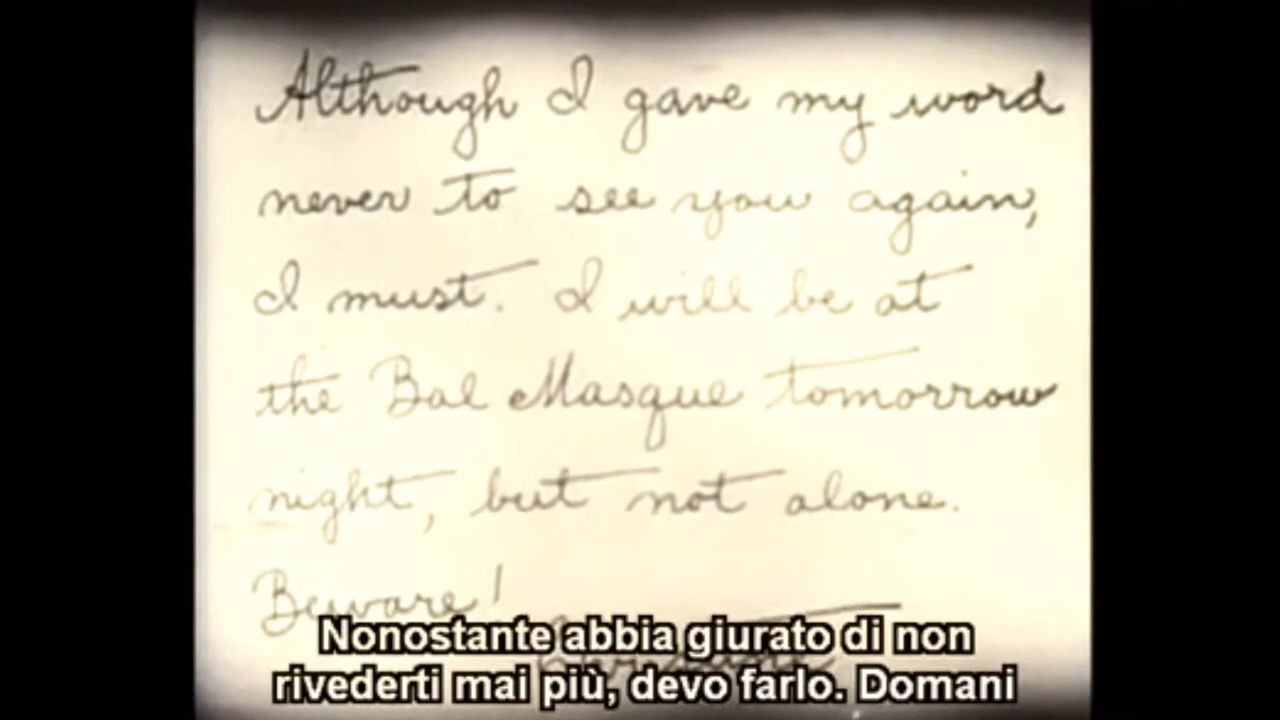 Although I gave my word
never to see you again,
I must. I will be at
the Bal Masque tomorrow
night, but not alone.
Beware!
Nonostante abbia giurato di non
rivederti mai più, devo farlo. Domani